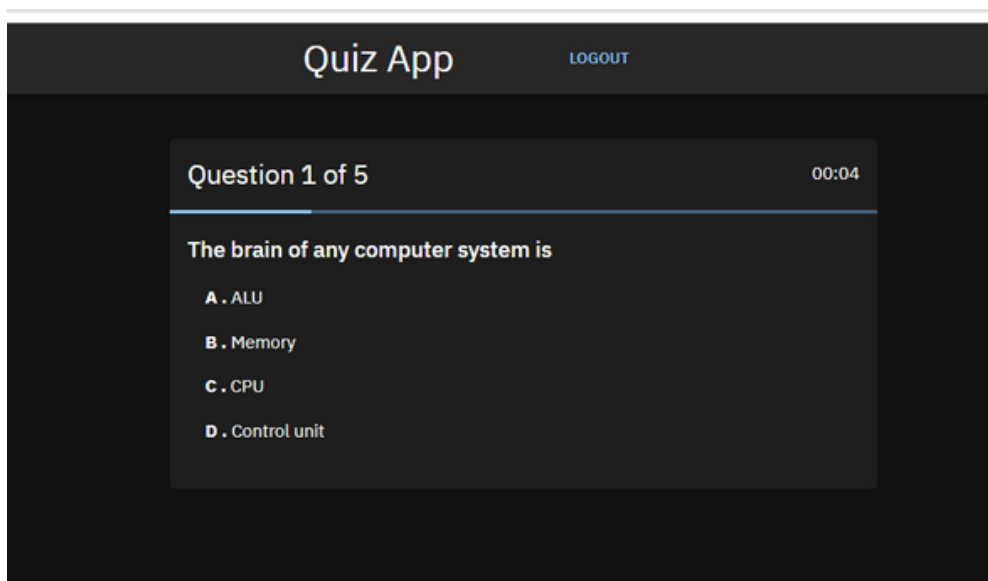 Quiz App LOGOUT
Question 1 of 5 00:04
The brain of any computer system is
A. ALU
B. Memory
C. CPU
D. Control unit